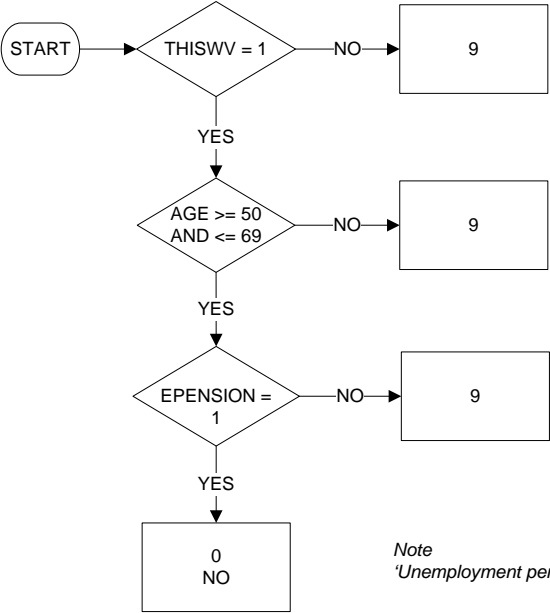 START
THISWV = 1
NO
9
YES
AGE >= 50
AND <= 69
NO
9
YES
EPENSION =
1
NO
9
YES
0
NO
Note
'Unemployment